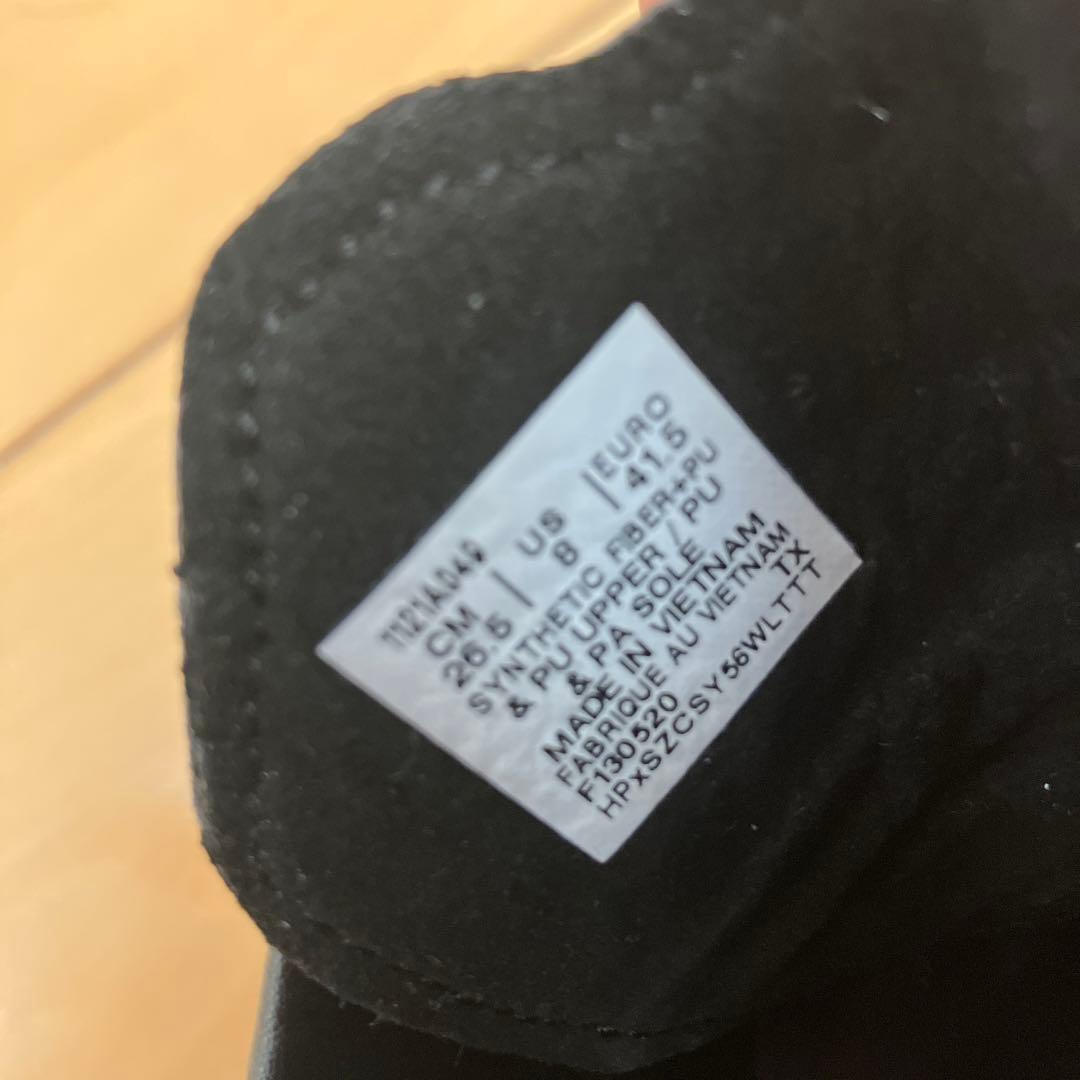 1121A049
CM | US | EURO
26.5 8 41.5
SYNTHETIC FIBER+PU
& PU UPPER / PU
& PA SOLE
MADE IN VIETNAM
FABRIQUE AU VIETNAM
F130520 TX
HPxSZCSY56WLTTT